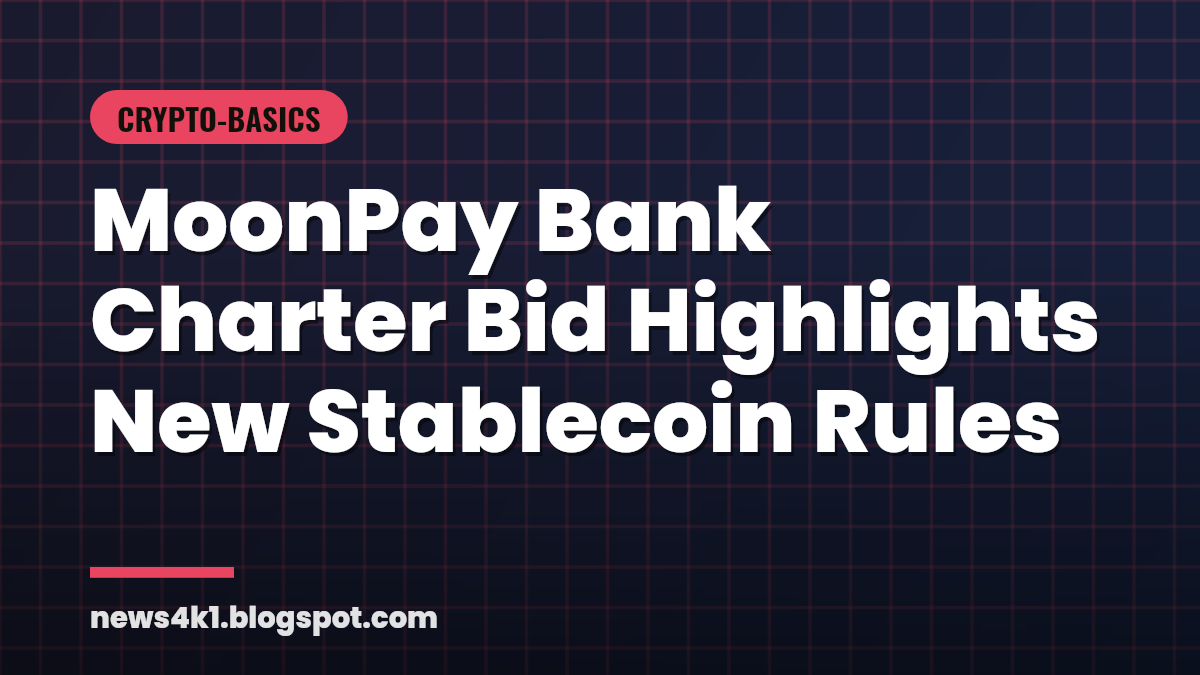 CRYPTO-BASICS
MoonPay Bank
Charter Bid Highlights
New Stablecoin Rules
news4k1.blogspot.com